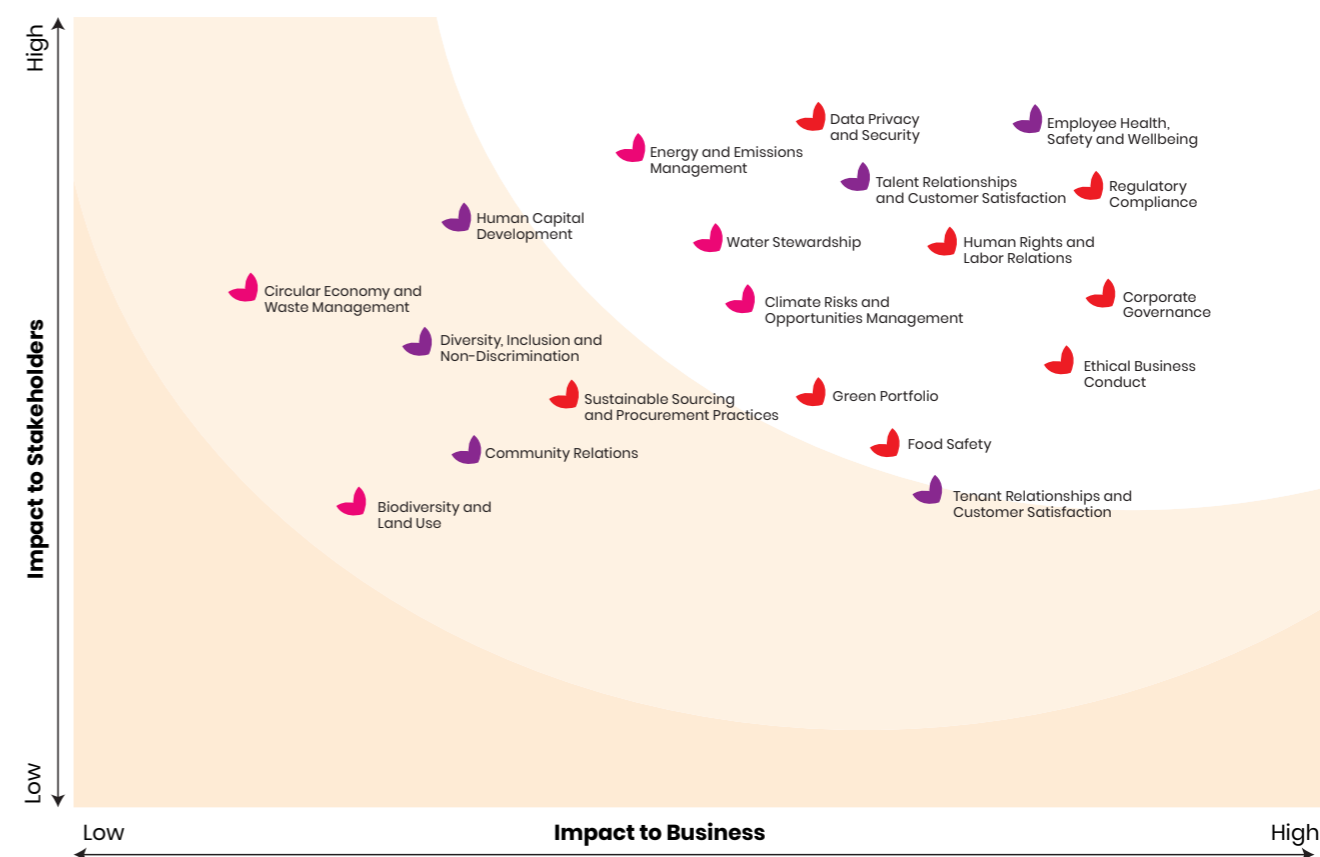 High
Data Privacy
and Security
Employee Health,
Safety and Wellbeing
Energy and Emissions
Management
Talent Relationships
and Customer Satisfaction
Regulatory
Compliance
Human Capital
Development
Water Stewardship
Human Rights and
Labor Relations
Circular Economy and
Waste Management
Climate Risks and
Opportunities Management
Corporate
Governance
Diversity, Inclusion and
Non-Discrimination
Ethical Business
Conduct
Sustainable Sourcing
and Procurement Practices
Green Portfolio
Food Safety
Community Relations
Tenant Relationships and
Customer Satisfaction
Biodiversity and
Land Use
Impact to Stakeholders
Low
Low
Impact to Business
High